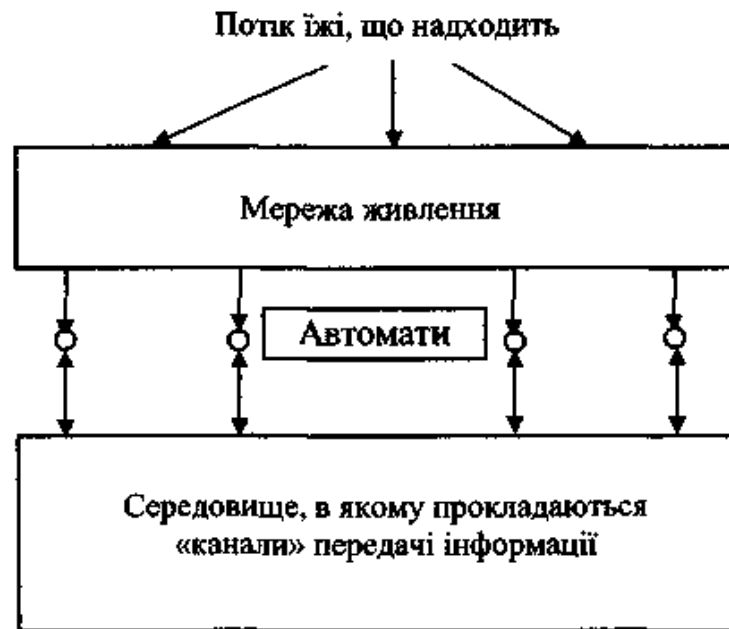 Потік їжі, що надходить
Мережа живлення
Автомати
Середовище, в якому прокладаються
«канали» передачі інформації